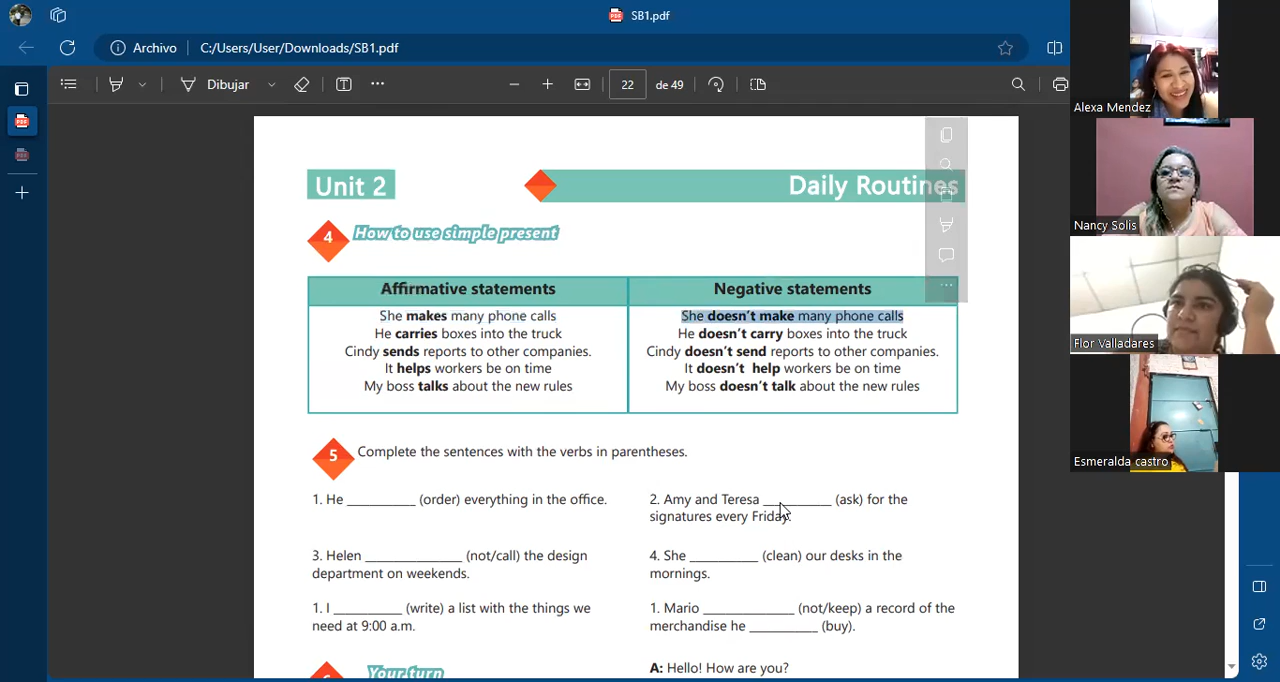 SB1.pdf
Archivo
C:/Users/User/Downloads/SB1.pdf
Dibujar
22
de 49
Unit 2
Daily Routines
4
How to use simple present
Affirmative statements
She makes many phone calls
He carries boxes into the truck
Cindy sends reports to other companies.
It helps workers be on time
My boss talks about the new rules
Negative statements
She doesn't make many phone calls
He doesn't carry boxes into the truck
Cindy doesn't send reports to other companies.
It doesn't help workers be on time
My boss doesn't talk about the new rules
5
Complete the sentences with the verbs in parentheses.
1. He __________ (order) everything in the office.
2. Amy and Teresa __________ (ask) for the
signatures every Friday.
3. Helen ______________ (not/call) the design
department on weekends.
4. She __________ (clean) our desks in the
mornings.
1. I __________ (write) a list with the things we
need at 9:00 a.m.
1. Mario _____________ (not/keep) a record of the
merchandise he __________ (buy).
Your turn
A: Hello! How are you?
Alexa Mendez
Nancy Solis
Flor Valladares
Esmeralda castro